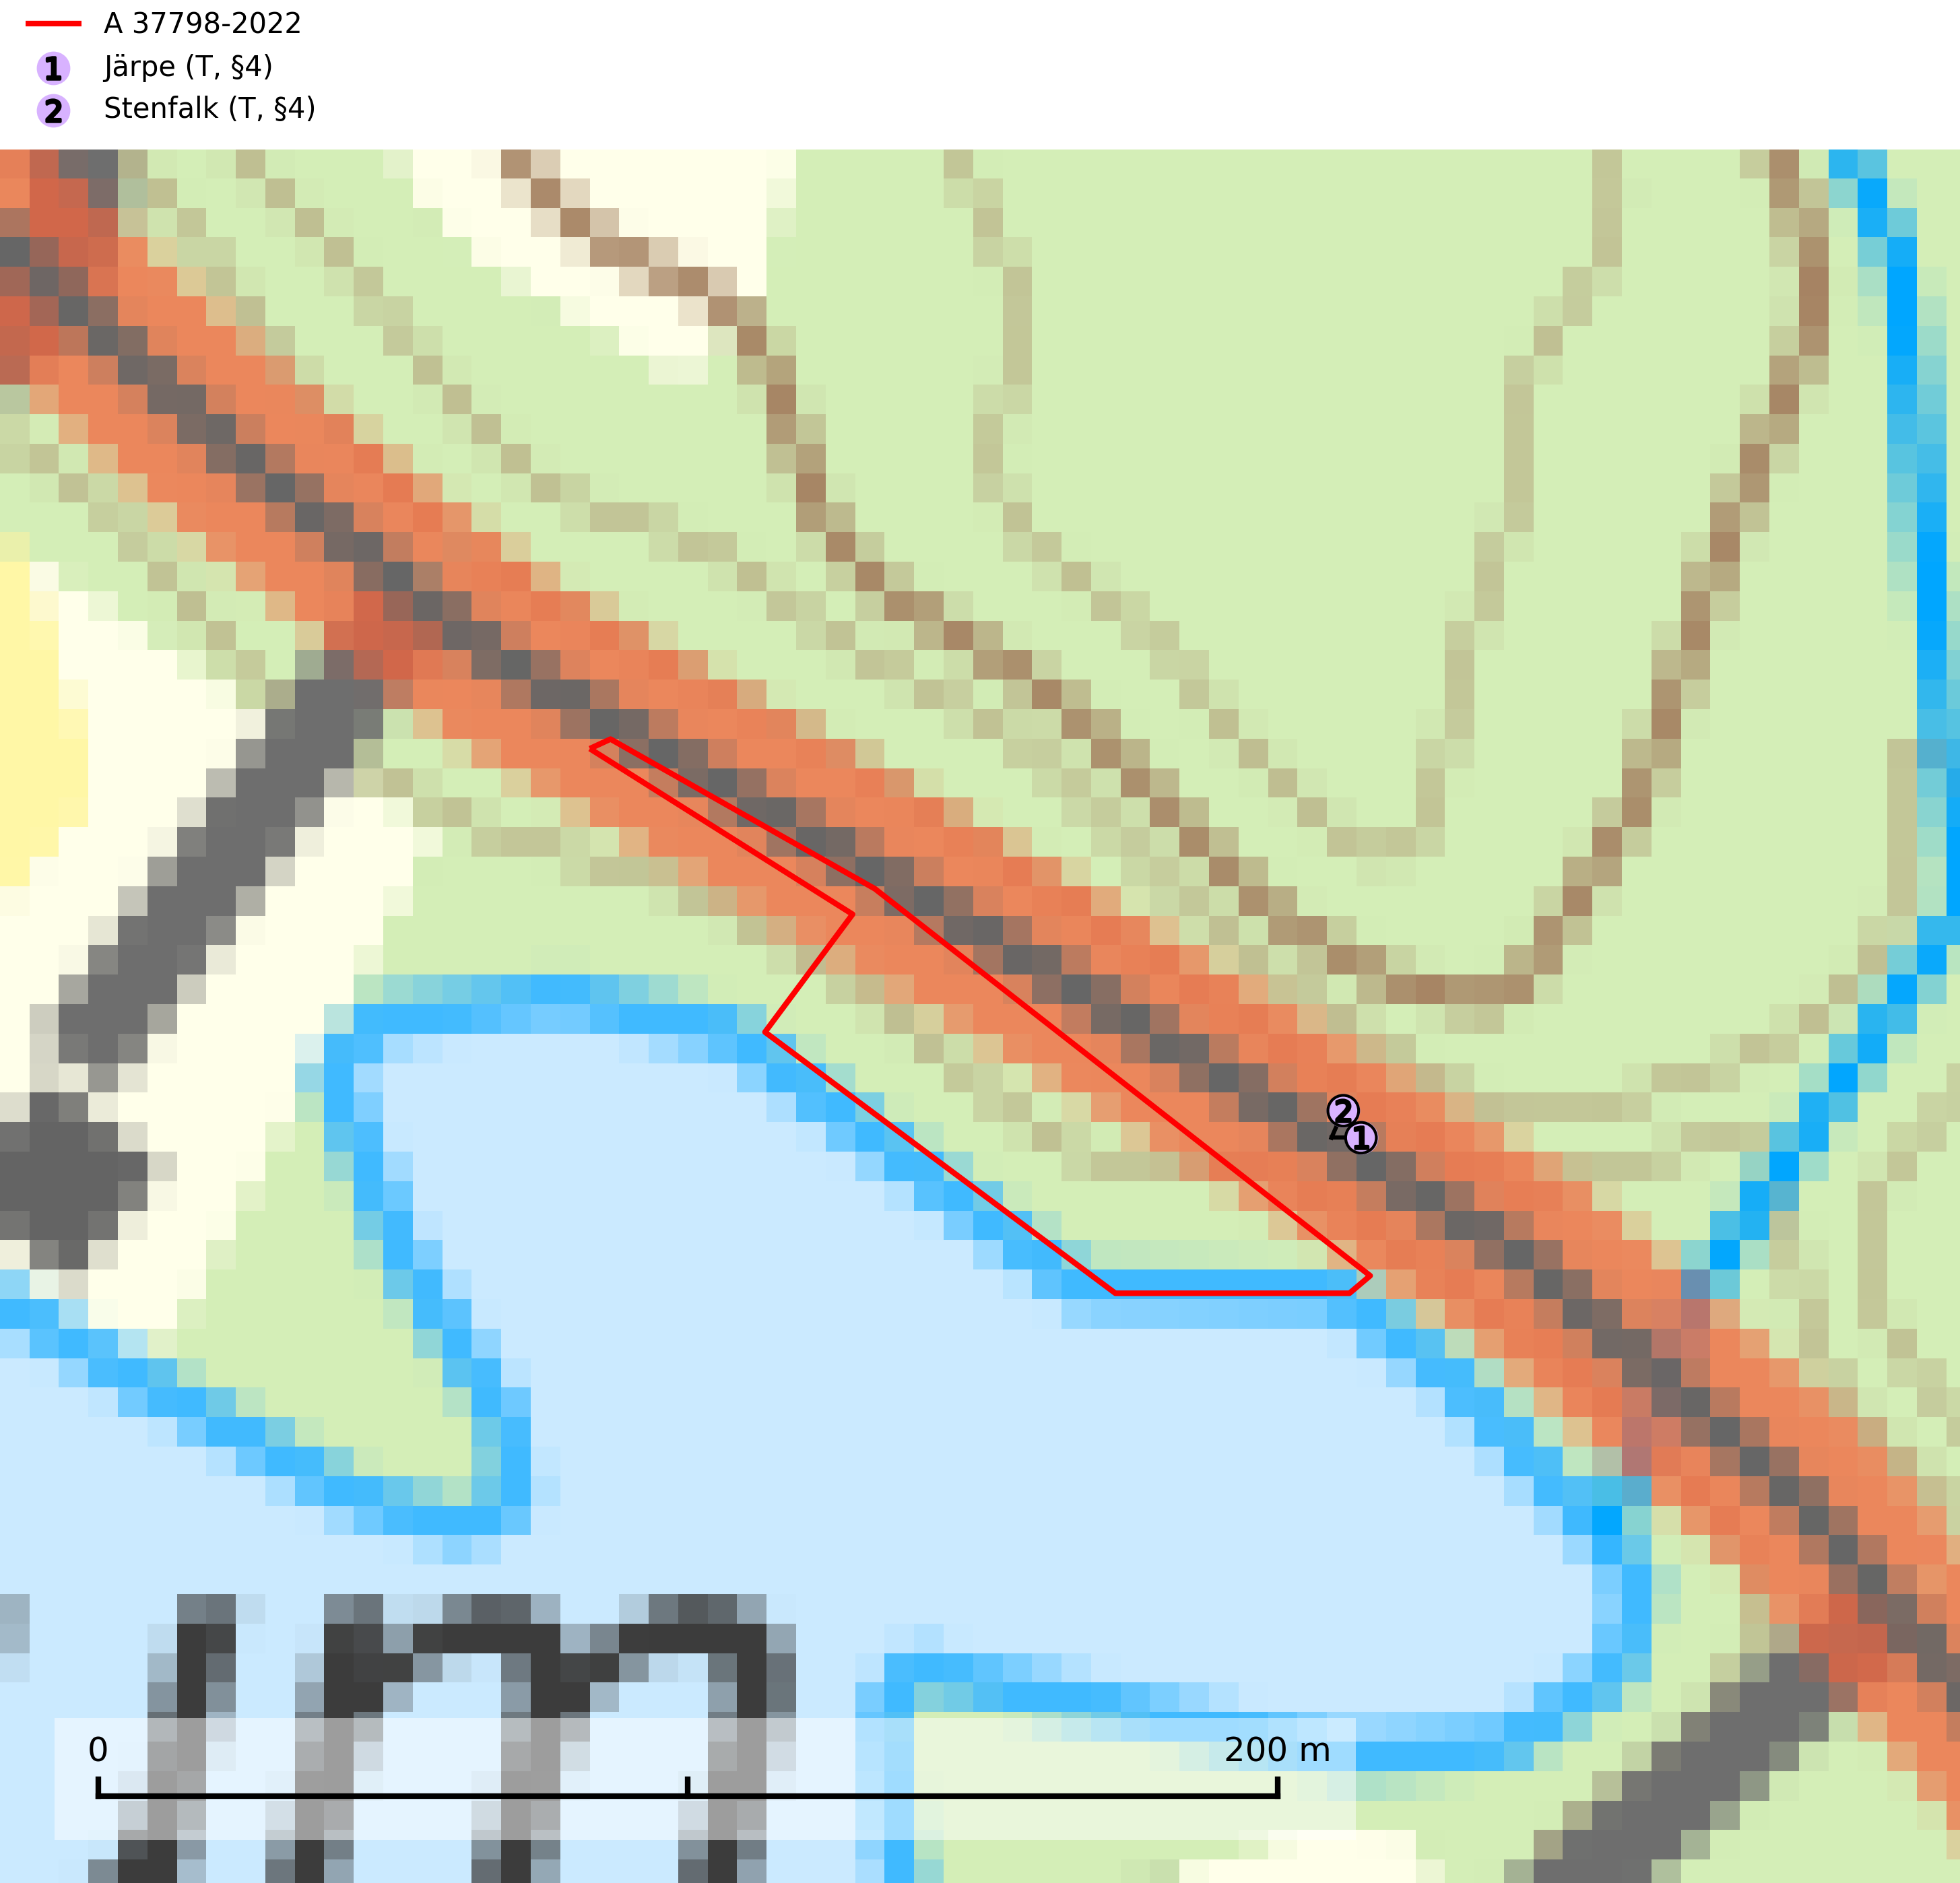 A 37798-2022
1 Järpe (T, §4)
2 Stenfalk (T, §4)
2
1
0 200 m